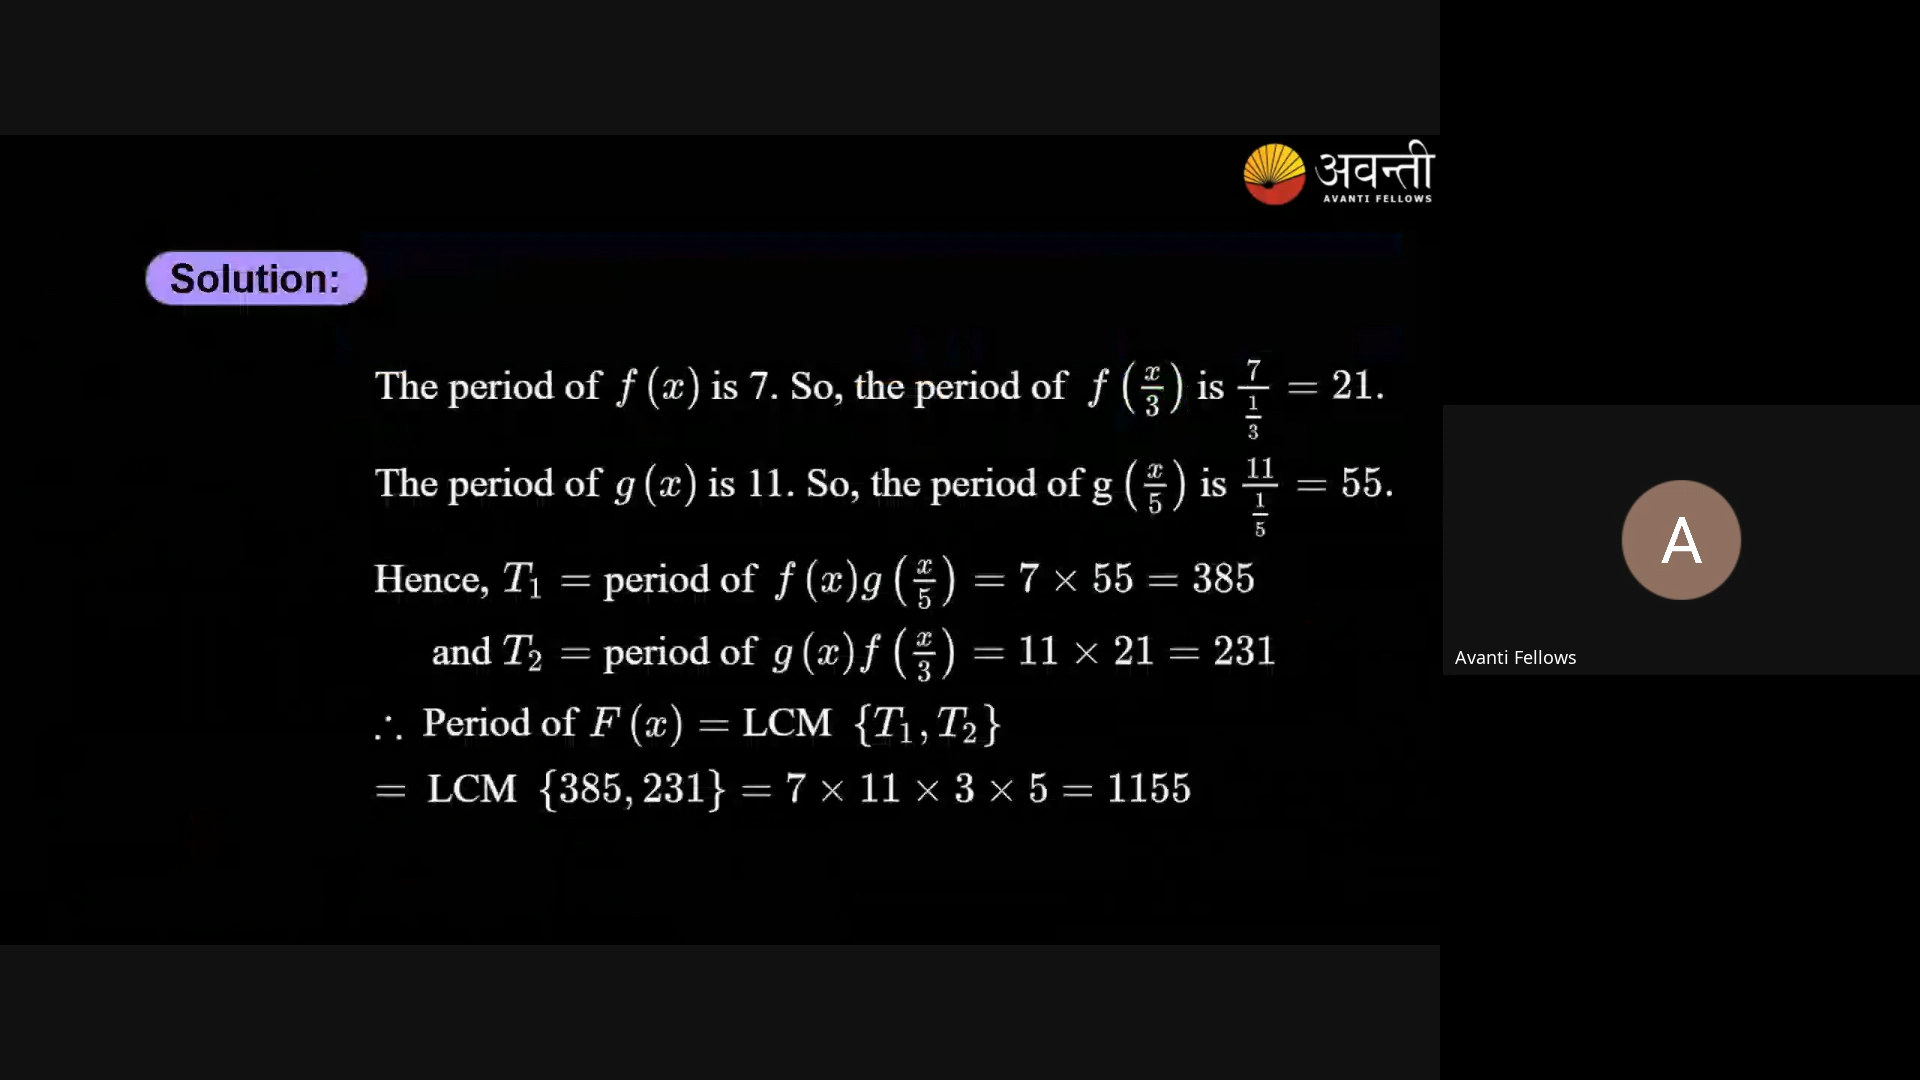 अवन्ती
AVANTI FELLOWS
Solution:
The period of f(x) is 7. So, the period of f(x/3) is 7/(1/3) = 21.
The period of g(x) is 11. So, the period of g(x/5) is 11/(1/5) = 55.
Hence, T₁ = period of f(x)g(x/5) = 7 × 55 = 385
and T₂ = period of g(x)f(x/3) = 11 × 21 = 231
∴ Period of F(x) = LCM {T₁, T₂}
= LCM {385, 231} = 7 × 11 × 3 × 5 = 1155
A
Avanti Fellows